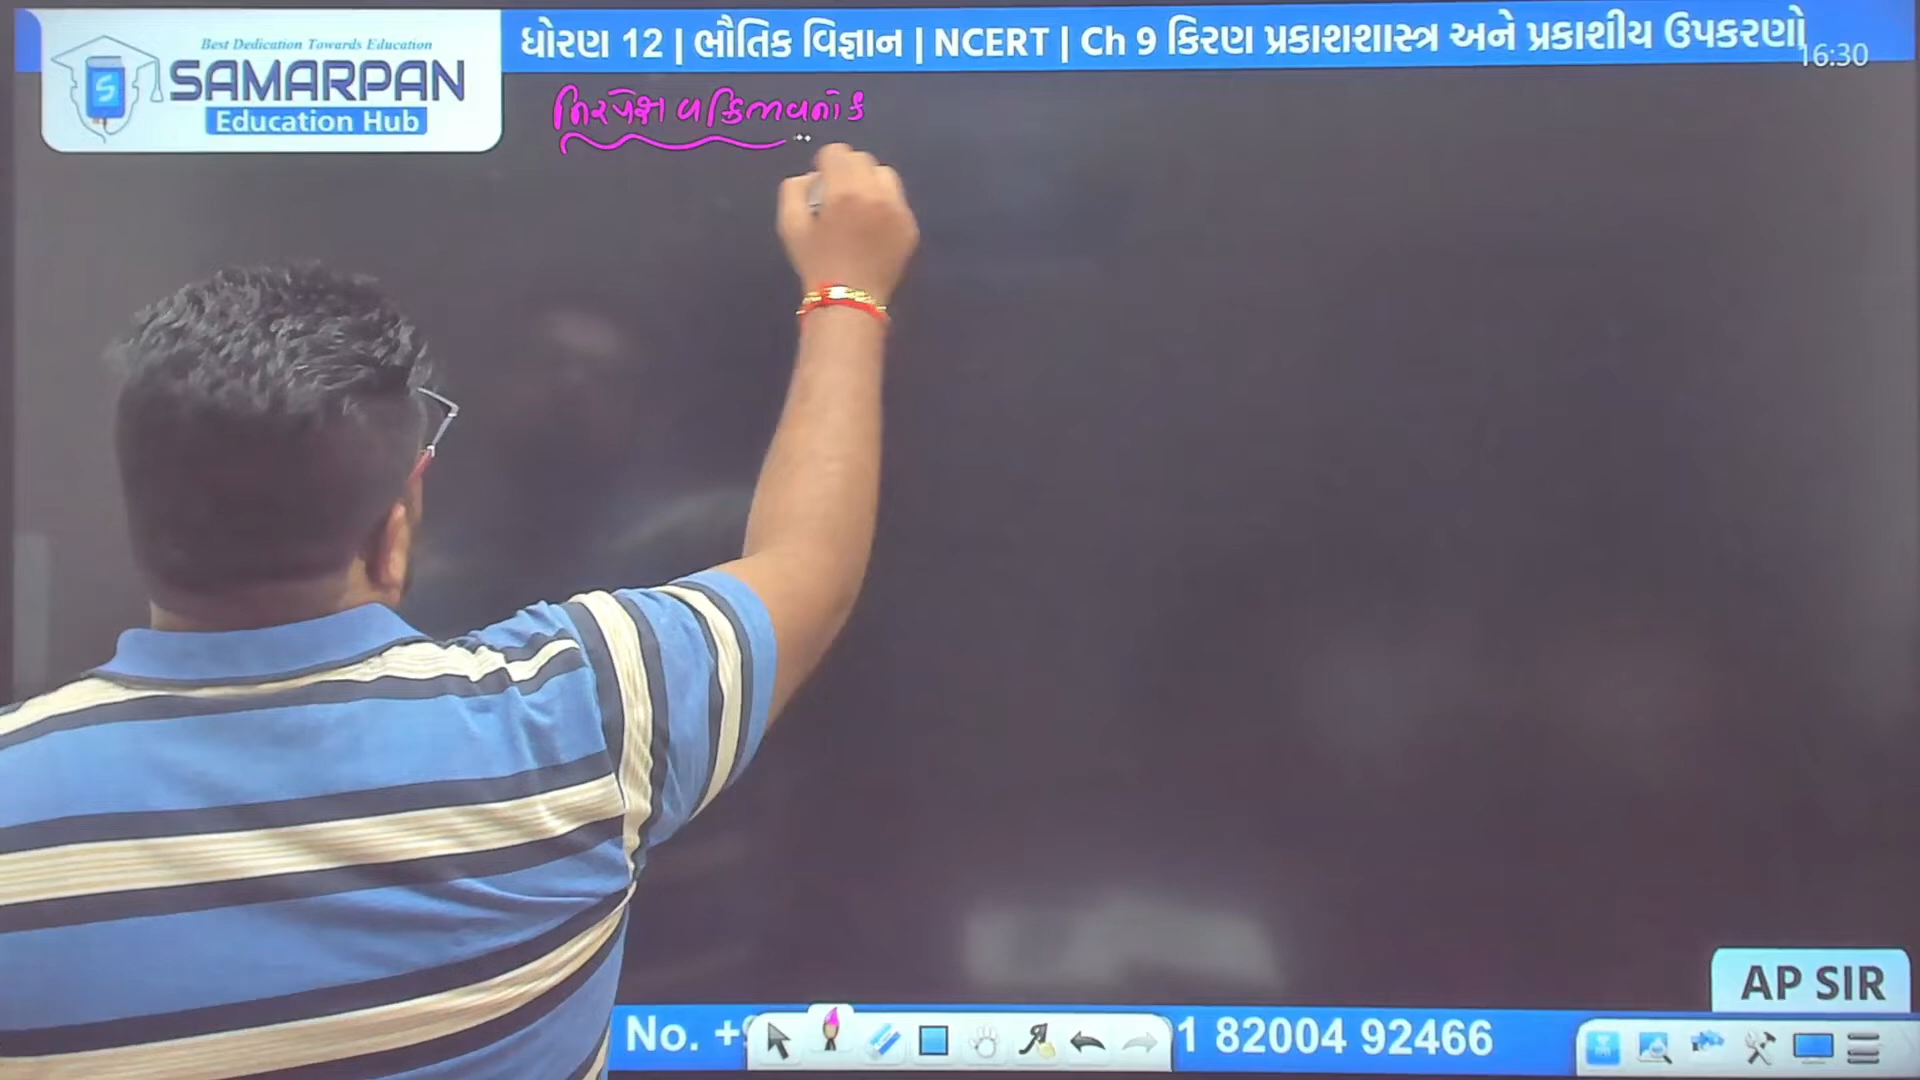 Best Dedication Towards Education
SAMARPAN
Education Hub
ધોરણ 12 | ભૌતિક વિજ્ઞાન | NCERT | Ch 9 કિરણ પ્રકાશશાસ્ત્ર અને પ્રકાશીય ઉપકરણો
16:30
નિરપેક્ષ વક્રિભવનાંક
AP SIR
No. +9
1 82004 92466